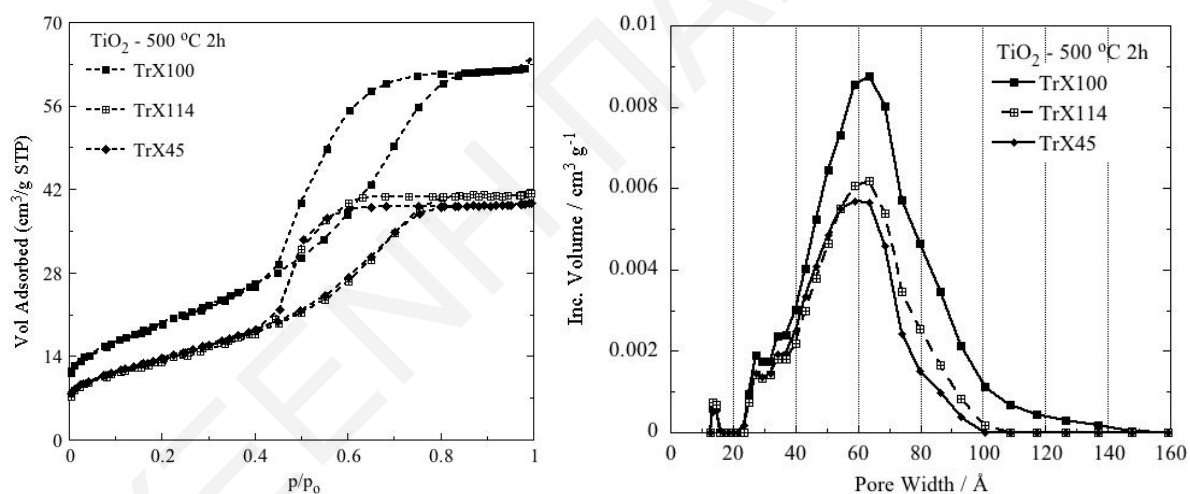 70
56
42
28
14
0
Vol Adsorbed (cm³/g STP)
TiO₂ - 500 °C 2h
TrX100
TrX114
TrX45
0
0.2
0.4
0.6
0.8
1
p/pₒ
0.01
0.008
0.006
0.004
0.002
0
Inc. Volume / cm³ g⁻¹
TiO₂ - 500 °C 2h
TrX100
TrX114
TrX45
0
20
40
60
80
100
120
140
160
Pore Width / Å